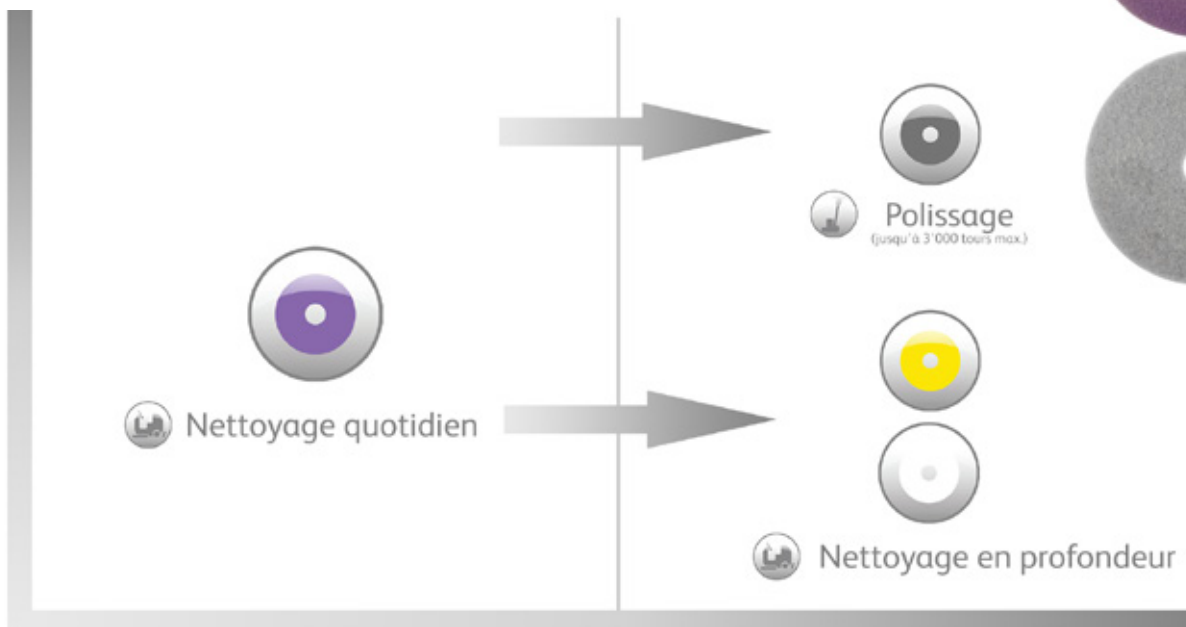 Polissage
(jusqu'à 3'000 tours max.)
Nettoyage quotidien
Nettoyage en profondeur